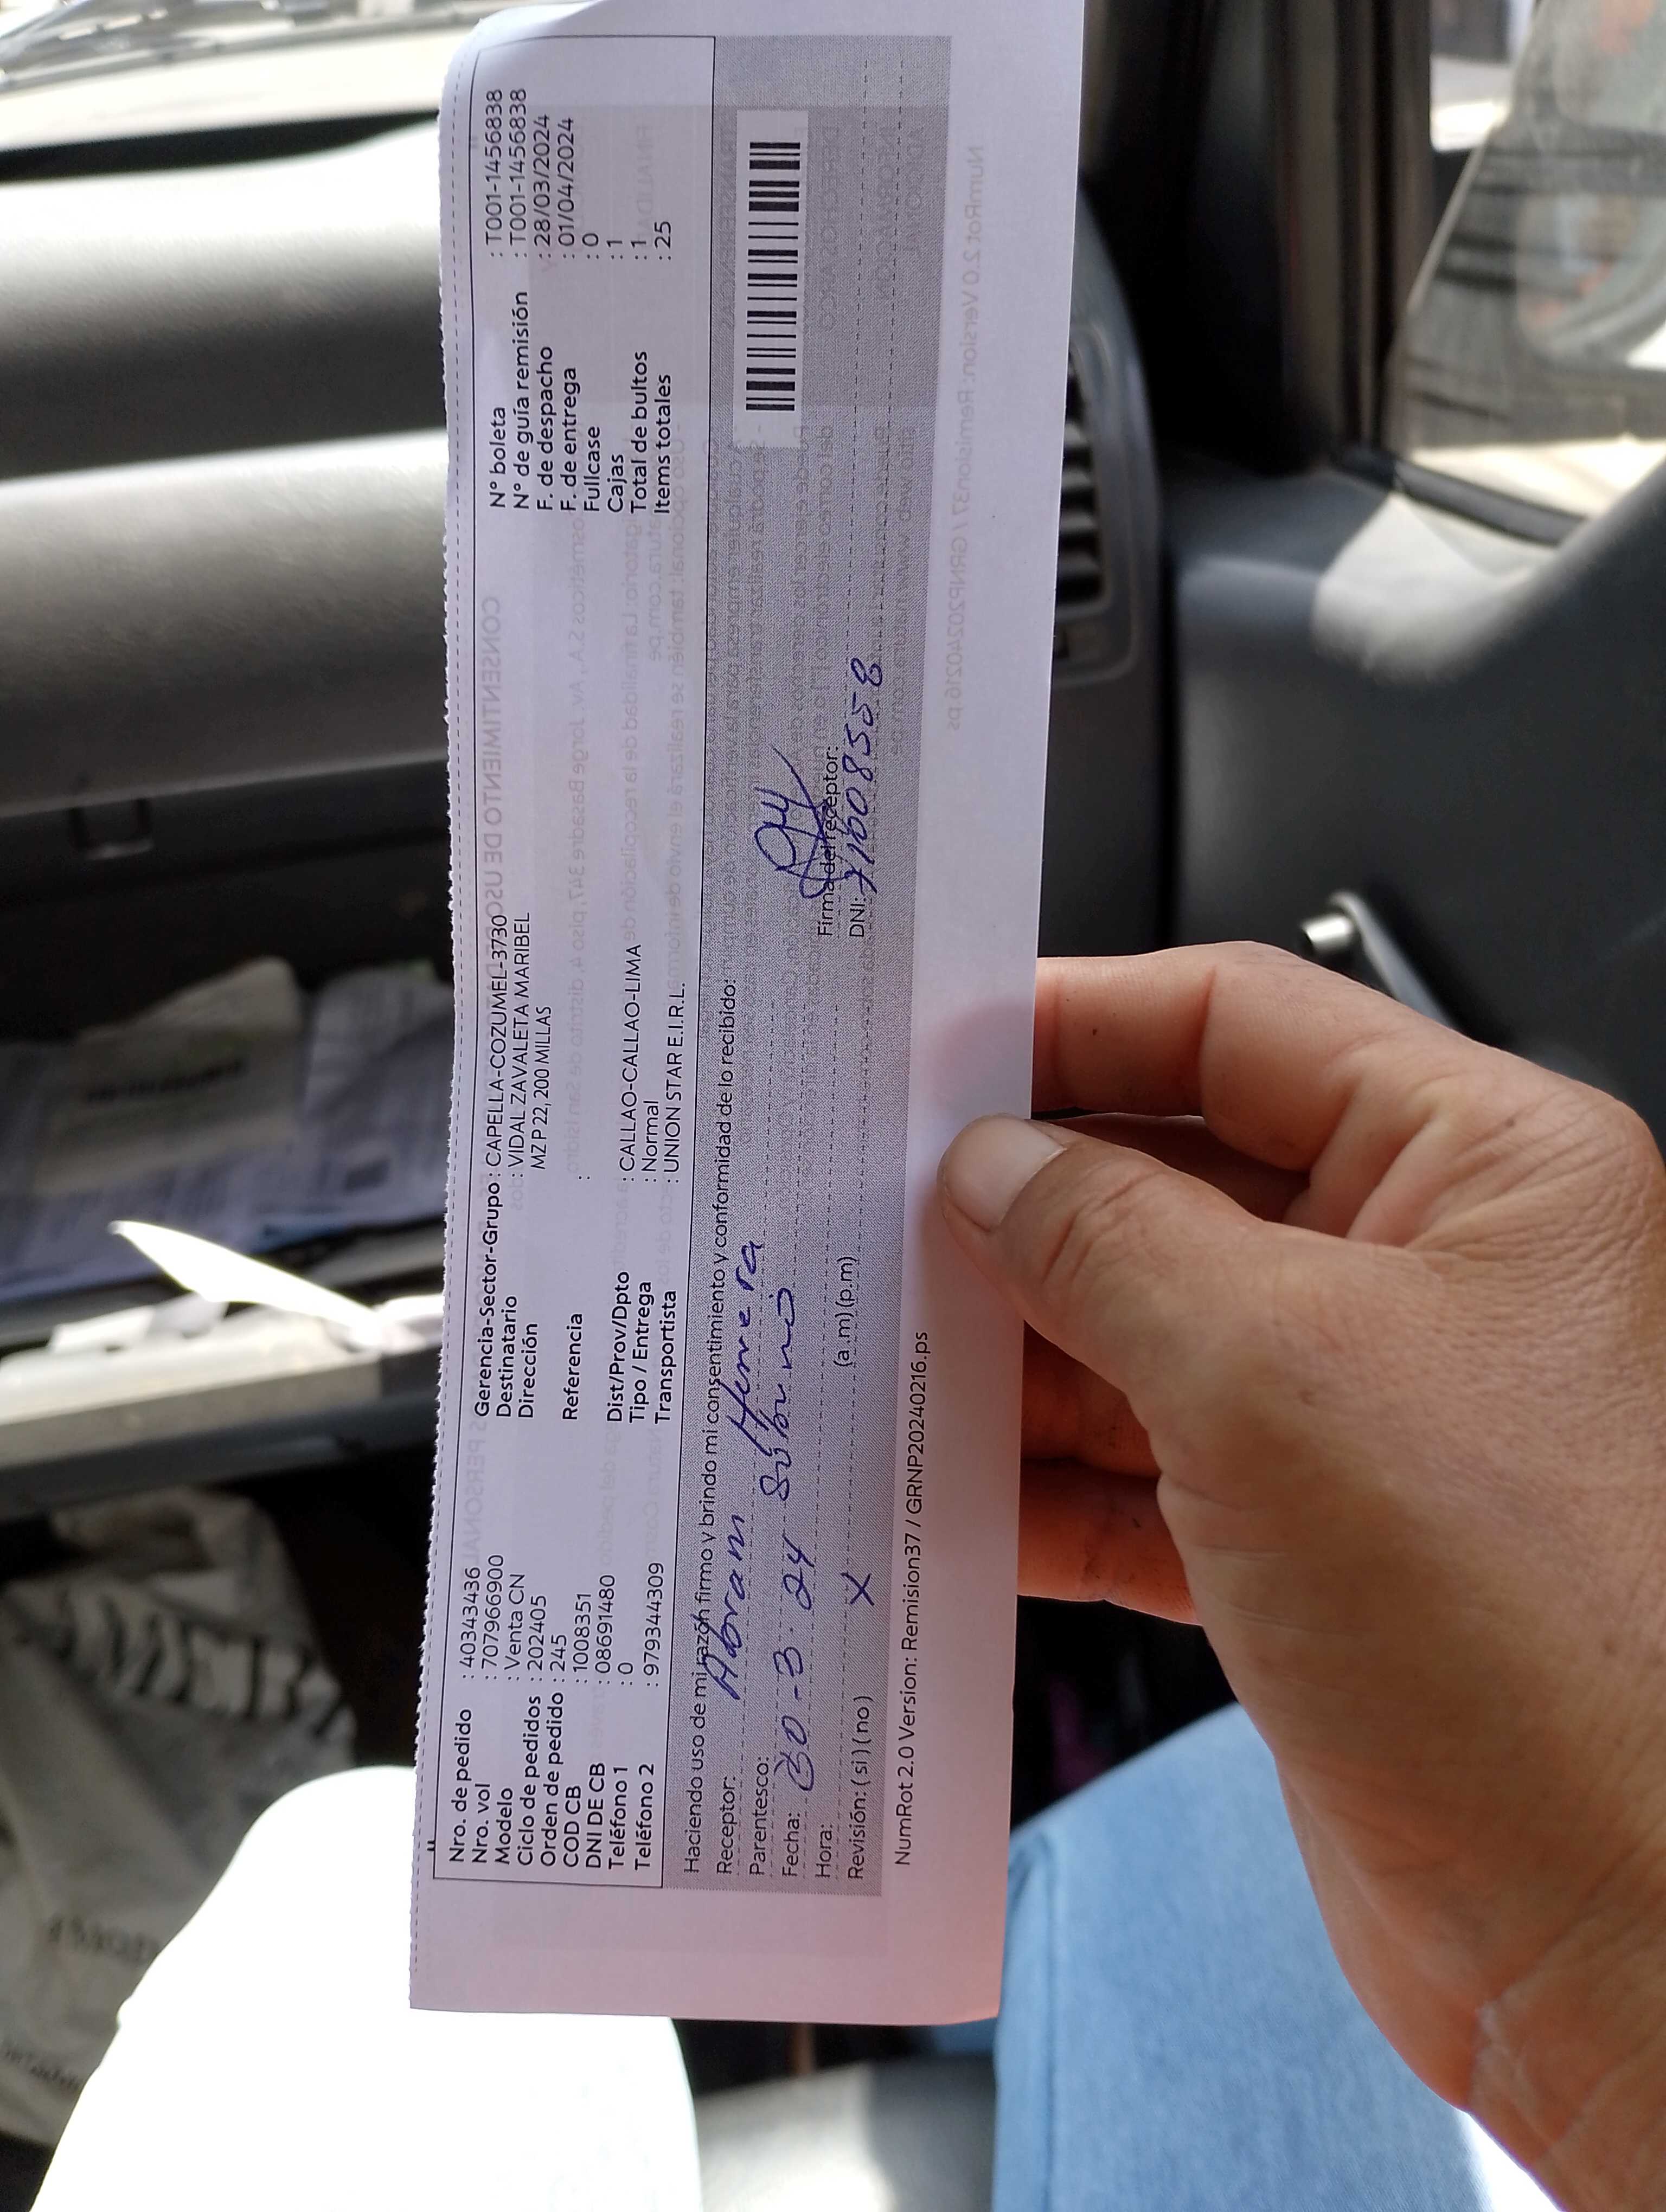 Nro. de pedido : 40343436
Nro. vol : 707966900
Modelo : Venta CN
Ciclo de pedidos : 202405
Orden de pedido : 245
COD CB : 1008351
DNI DE CB : 08691480
Teléfono 1 : 0
Teléfono 2 : 979344309
Gerencia-Sector-Grupo : CAPELLA-COZUMEL-3730
Destinatario : VIDAL ZAVALETA MARIBEL
Dirección MZ P 22, 200 MILLAS
Referencia :
Dist/Prov/Dpto : CALLAO-CALLAO-LIMA
Tipo / Entrega : Normal
Transportista : UNION STAR E.I.R.L.
N° boleta : T001-1456838
N° de guía remisión : T001-1456838
F. de despacho : 28/03/2024
F. de entrega : 01/04/2024
Fullcase : 0
Cajas : 1
Total de bultos : 1
Items totales : 25
Haciendo uso de mi razón firmo y brindo mi consentimiento y conformidad de lo recibido:
Receptor: Abram Herrera
Parentesco: Sobrino
Fecha: 30-3-24
Hora: (a.m) (p.m)
Revisión: ( si ) ( no ) X
Firma del receptor:
DNI: 71608558
NumRot 2.0 Version: Remision37 / GRNP20240216.ps